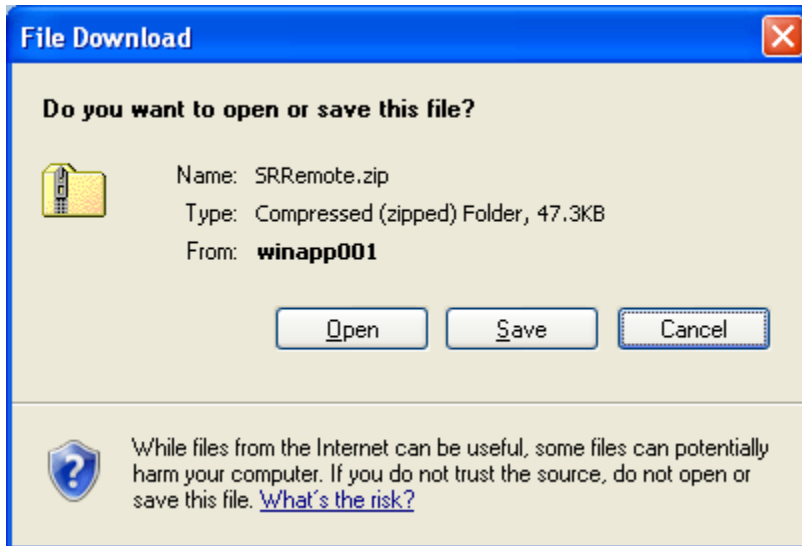 File Download
Do you want to open or save this file?
Name: SRRemote.zip
Type: Compressed (zipped) Folder, 47.3KB
From: winapp001
Open Save Cancel
While files from the Internet can be useful, some files can potentially
harm your computer. If you do not trust the source, do not open or
save this file. What's the risk?